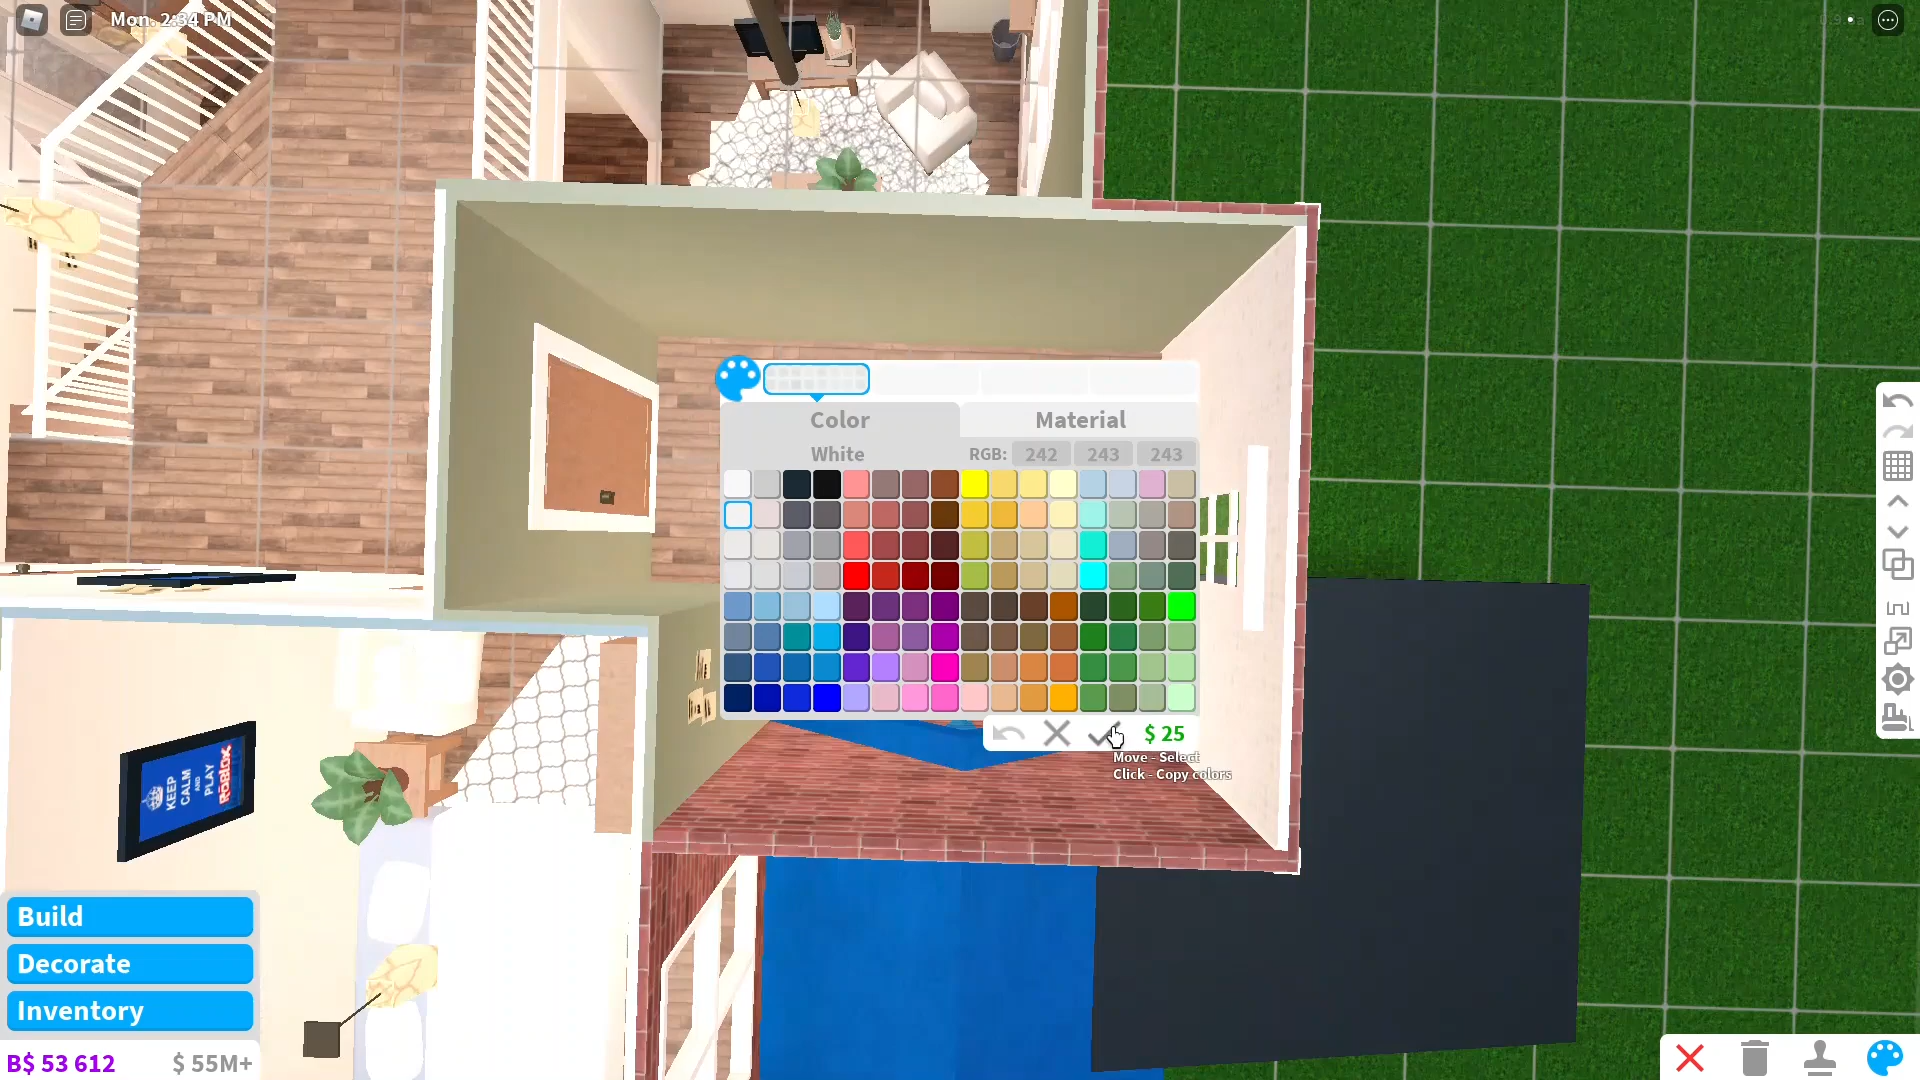 Mon. 2:34 PM
Color
Material
White
RGB: 242 243 243
$ 25
Move - Select
Click - Copy colors
KEEP
CALM
AND
PLAY
ROBLOX
Build
Decorate
Inventory
B$ 53 612
$ 55M+